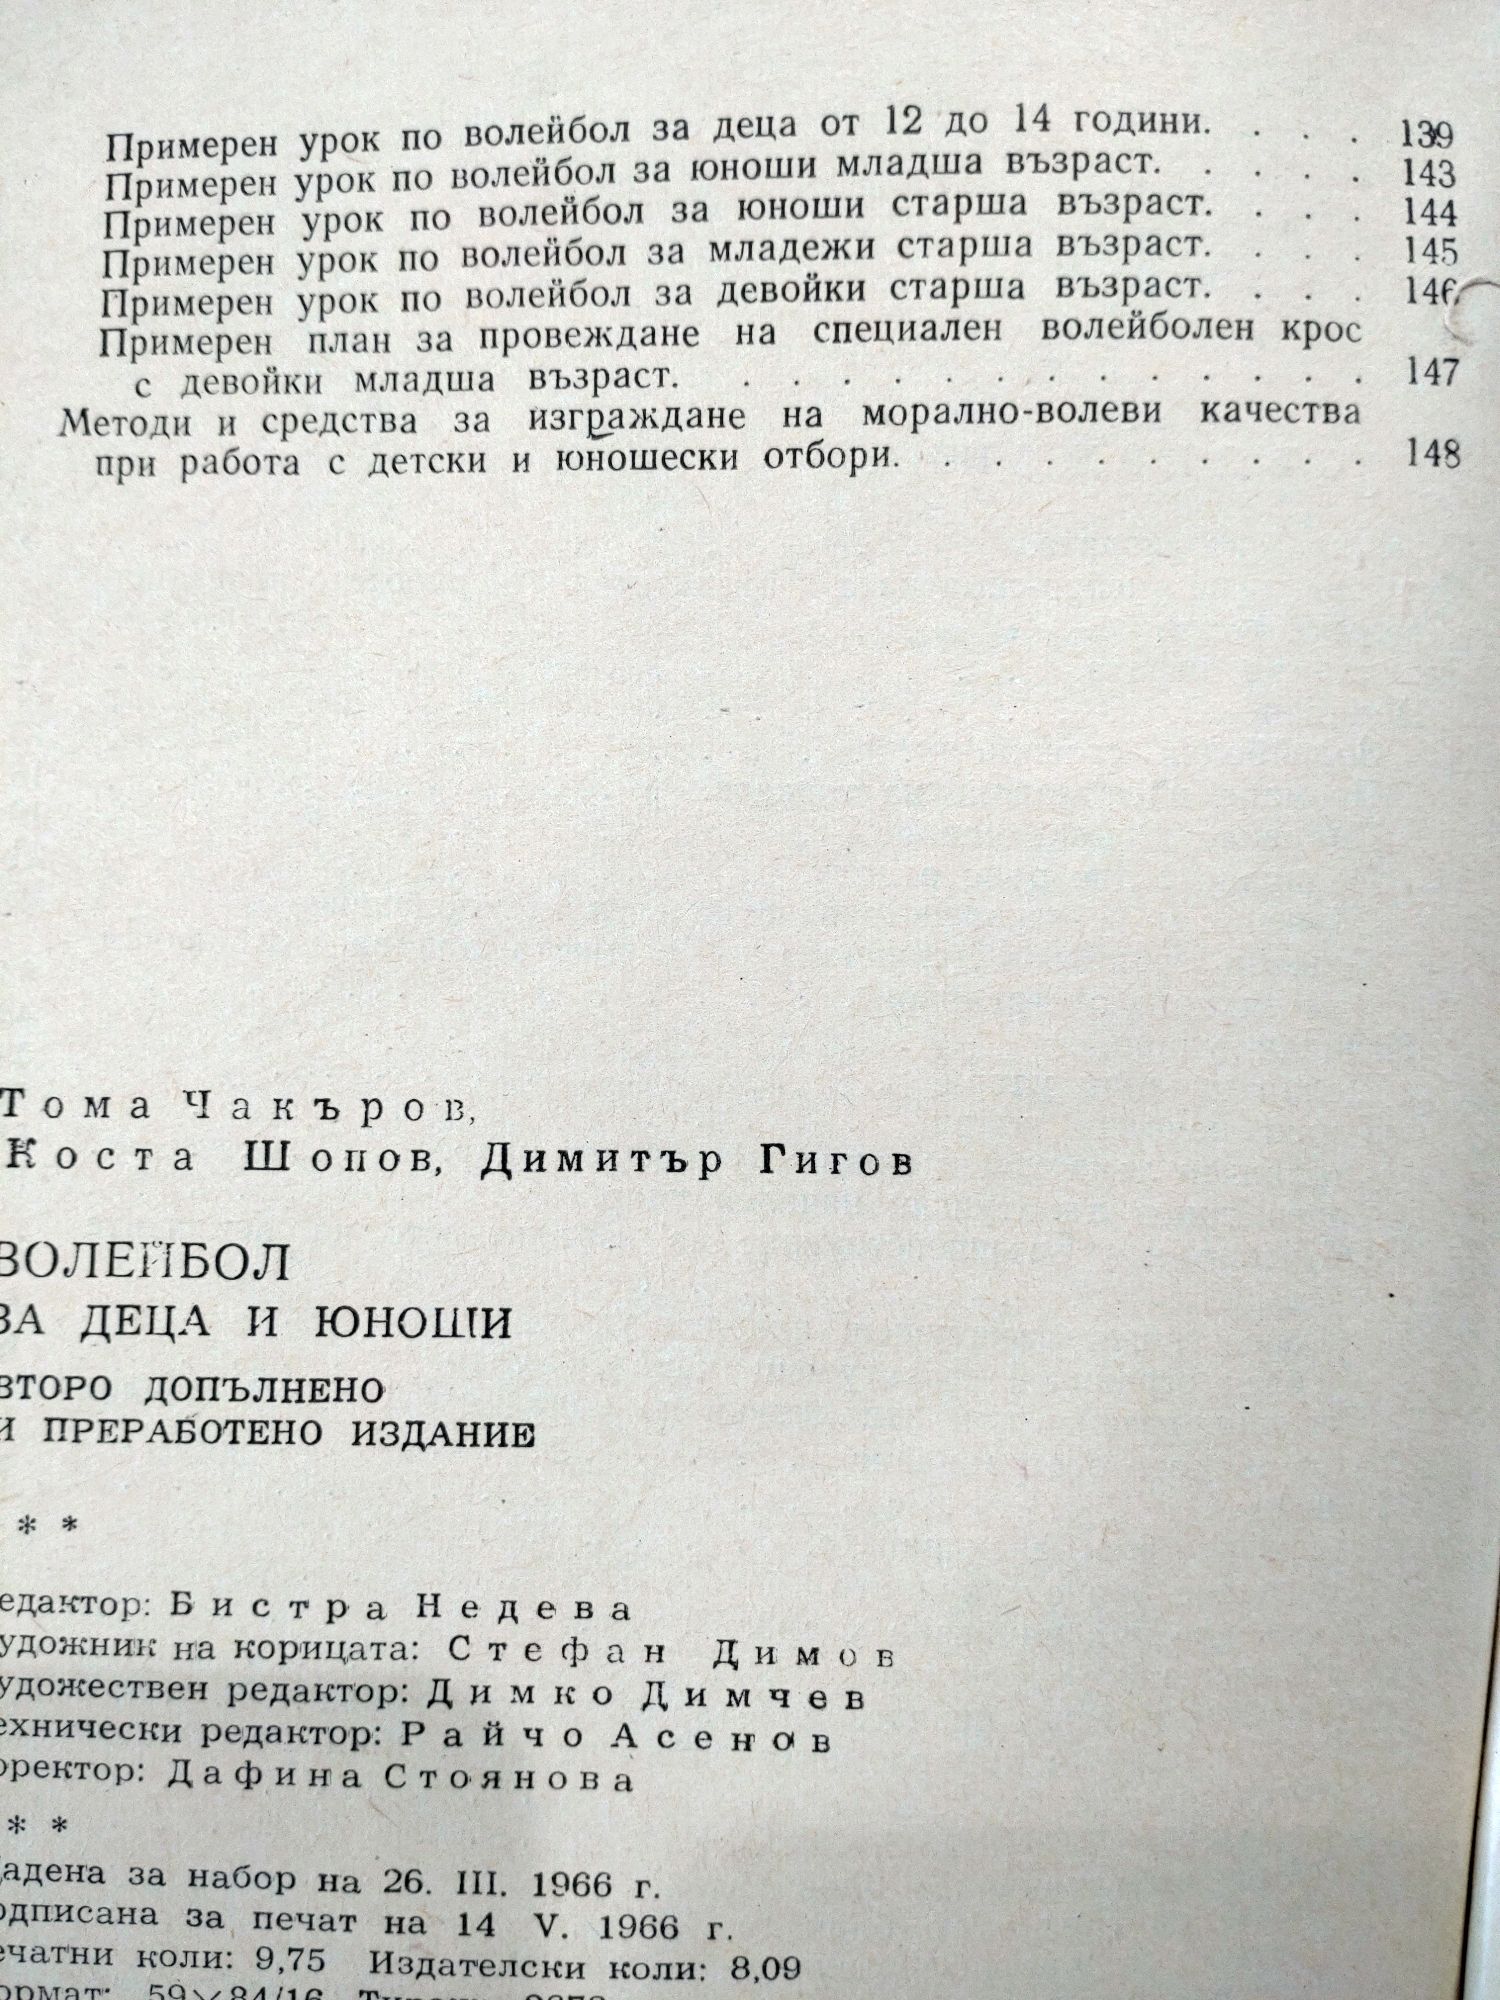 Примерен урок по волейбол за деца от 12 до 14 години. . . . 139
Примерен урок по волейбол за юноши младша възраст. . . . . 143
Примерен урок по волейбол за юноши старша възраст. . . . 144
Примерен урок по волейбол за младежи старша възраст. . . . 145
Примерен урок по волейбол за девойки старша възраст. . . . 146
Примерен план за провеждане на специален волейболен крос
с девойки младша възраст. . . . . . . . . . . . . . 147
Методи и средства за изграждане на морално-волеви качества
при работа с детски и юношески отбори. . . . . . . . . . 148
Тома Чакъров,
Коста Шопов, Димитър Гигов
ВОЛЕЙБОЛ
ЗА ДЕЦА И ЮНОШИ
ВТОРО ДОПЪЛНЕНО
И ПРЕРАБОТЕНО ИЗДАНИЕ
* *
едактор: Бистра Недева
удожник на корицата: Стефан Димов
удожествен редактор: Димко Димчев
ехнически редактор: Райчо Асенов
оректор: Дафина Стоянова
* *
Дадена за набор на 26. III. 1966 г.
одписана за печат на 14 V. 1966 г.
ечатни коли: 9,75 Издателски коли: 8,09
ормат: 59×84/16